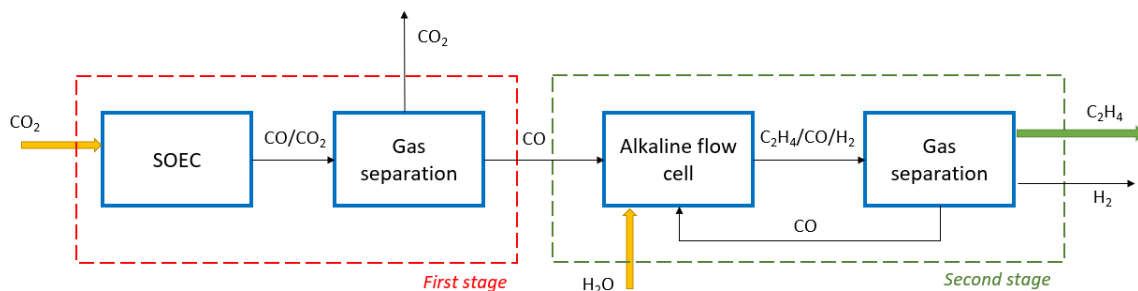 CO₂
CO₂
SOEC
CO/CO₂
Gas
separation
CO
Alkaline flow
cell
C₂H₄/CO/H₂
Gas
separation
C₂H₄
H₂
CO
H₂O
First stage
Second stage